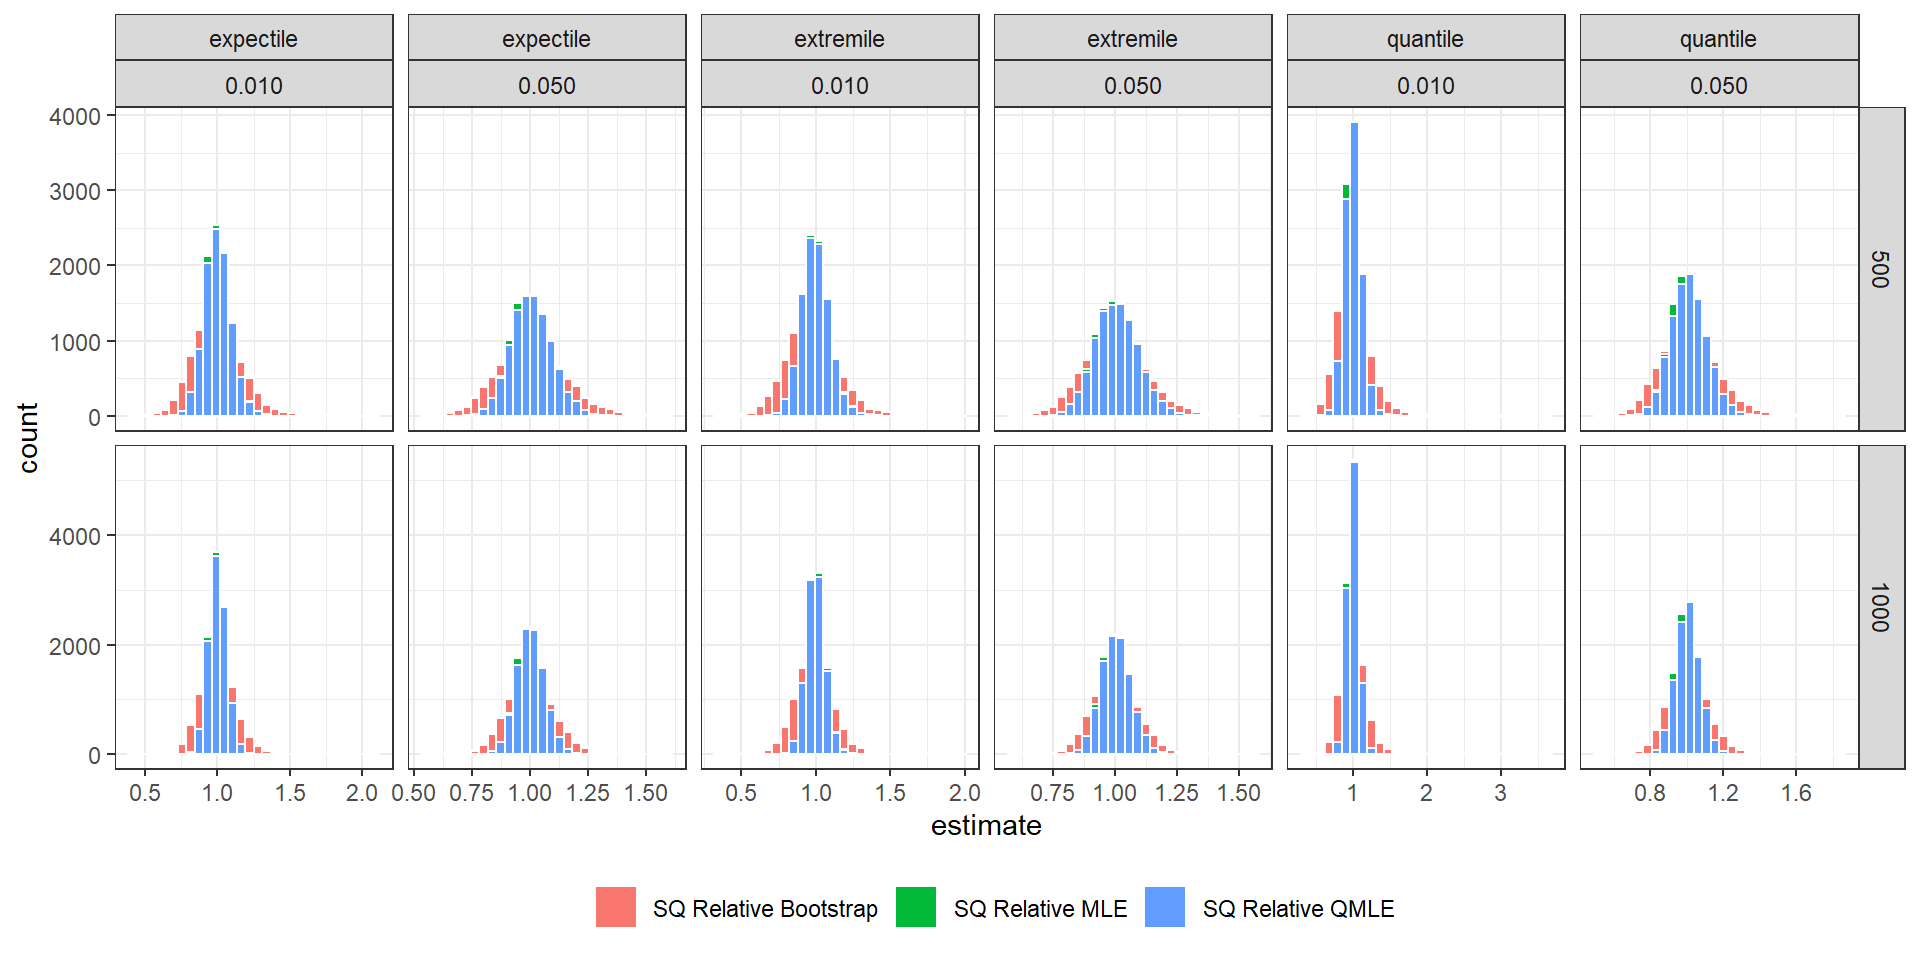 expectile expectile extremile extremile quantile quantile
0.010 0.050 0.010 0.050 0.010 0.050
4000
3000
2000
1000
0
500
count
4000
2000
0
1000
0.5 1.0 1.5 2.0 0.50 0.75 1.00 1.25 1.50 0.5 1.0 1.5 2.0 0.75 1.00 1.25 1.50 1 2 3 0.8 1.2 1.6
estimate
SQ Relative Bootstrap SQ Relative MLE SQ Relative QMLE